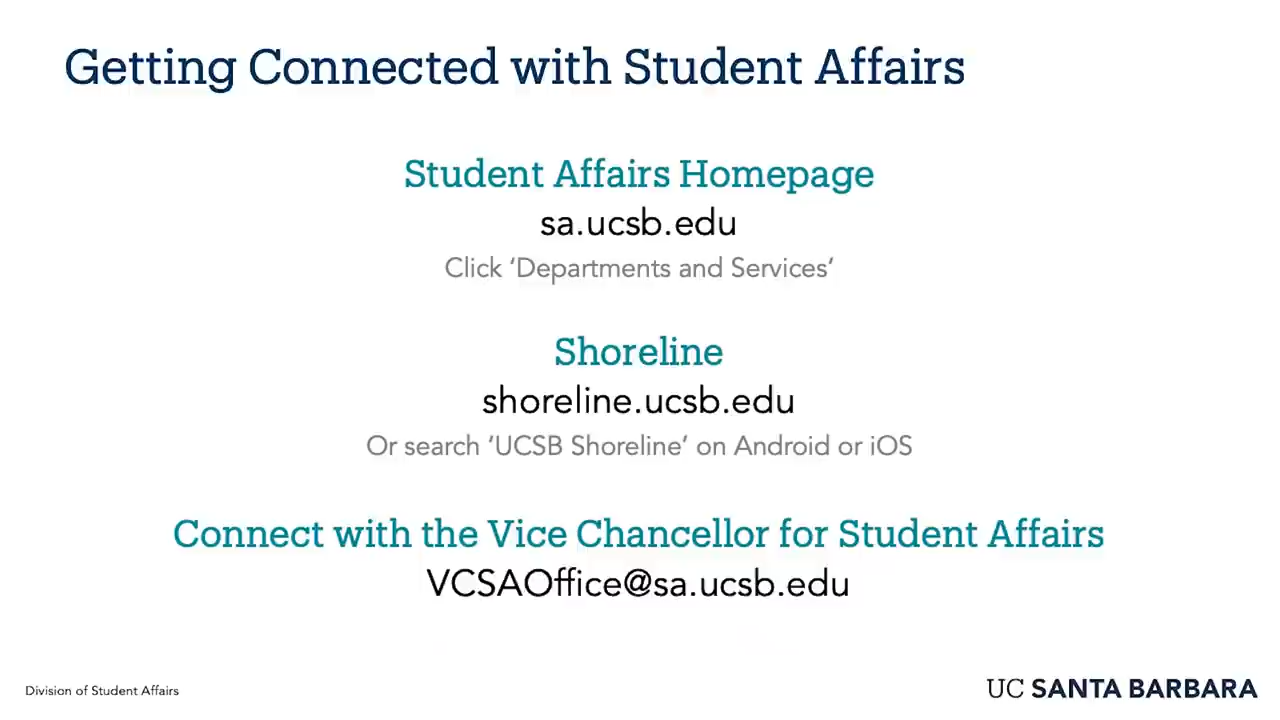 Getting Connected with Student Affairs
Student Affairs Homepage
sa.ucsb.edu
Click ‘Departments and Services’
Shoreline
shoreline.ucsb.edu
Or search ‘UCSB Shoreline’ on Android or iOS
Connect with the Vice Chancellor for Student Affairs
VCSAOffice@sa.ucsb.edu
Division of Student Affairs
UC SANTA BARBARA